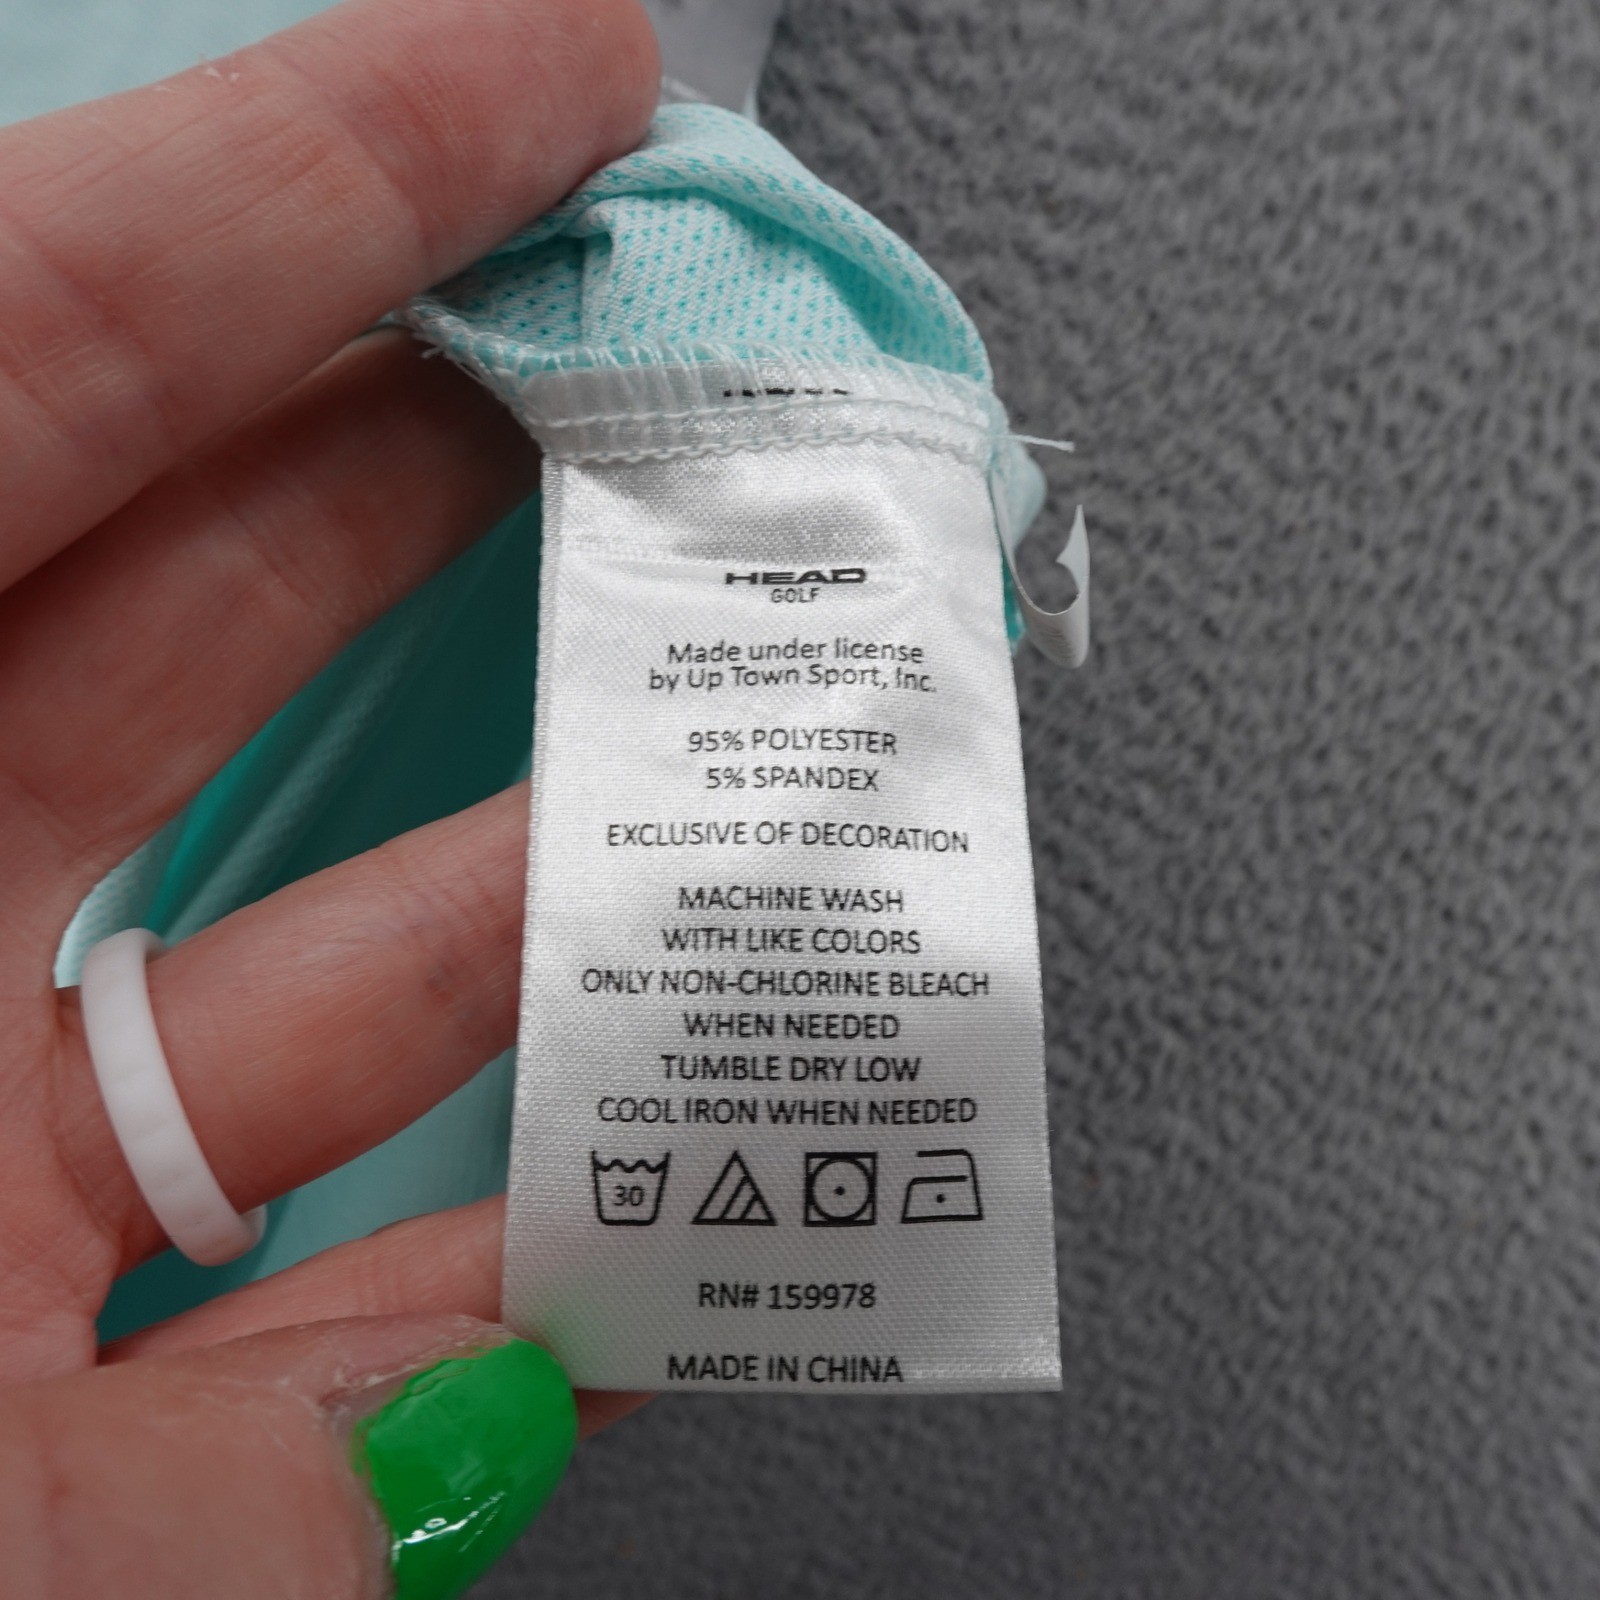 HEAD
GOLF
Made under license
by Up Town Sport, Inc.
95% POLYESTER
5% SPANDEX
EXCLUSIVE OF DECORATION
MACHINE WASH
WITH LIKE COLORS
ONLY NON-CHLORINE BLEACH
WHEN NEEDED
TUMBLE DRY LOW
COOL IRON WHEN NEEDED
30
RN# 159978
MADE IN CHINA